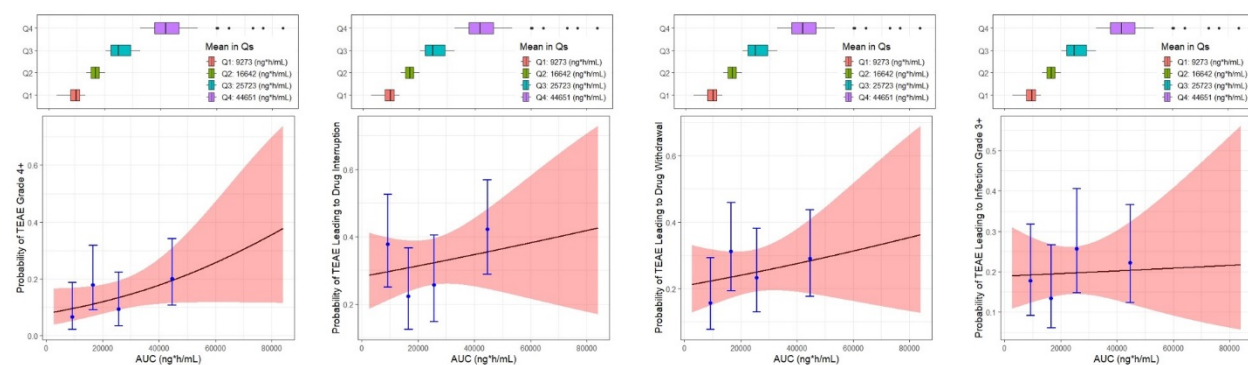 Q4
Q3
Q2
Q1
Mean in Qs
Q1: 9273 (ng*h/mL)
Q2: 16642 (ng*h/mL)
Q3: 25723 (ng*h/mL)
Q4: 44651 (ng*h/mL)
Probability of TEAE Grade 4+
0.6
0.4
0.2
0.0
0
20000
40000
60000
80000
AUC (ng*h/mL)
Q4
Q3
Q2
Q1
Mean in Qs
Q1: 9273 (ng*h/mL)
Q2: 16642 (ng*h/mL)
Q3: 25723 (ng*h/mL)
Q4: 44651 (ng*h/mL)
Probability of TEAE Leading to Drug Interruption
0.6
0.4
0.2
0
20000
40000
60000
80000
AUC (ng*h/mL)
Q4
Q3
Q2
Q1
Mean in Qs
Q1: 9273 (ng*h/mL)
Q2: 16642 (ng*h/mL)
Q3: 25723 (ng*h/mL)
Q4: 44651 (ng*h/mL)
Probability of TEAE Leading to Drug Withdrawal
0.6
0.4
0.2
0
20000
40000
60000
80000
AUC (ng*h/mL)
Q4
Q3
Q2
Q1
Mean in Qs
Q1: 9273 (ng*h/mL)
Q2: 16642 (ng*h/mL)
Q3: 25723 (ng*h/mL)
Q4: 44651 (ng*h/mL)
Probability of TEAE Leading to Infection Grade 3+
0.5
0.4
0.3
0.2
0.1
0
20000
40000
60000
80000
AUC (ng*h/mL)